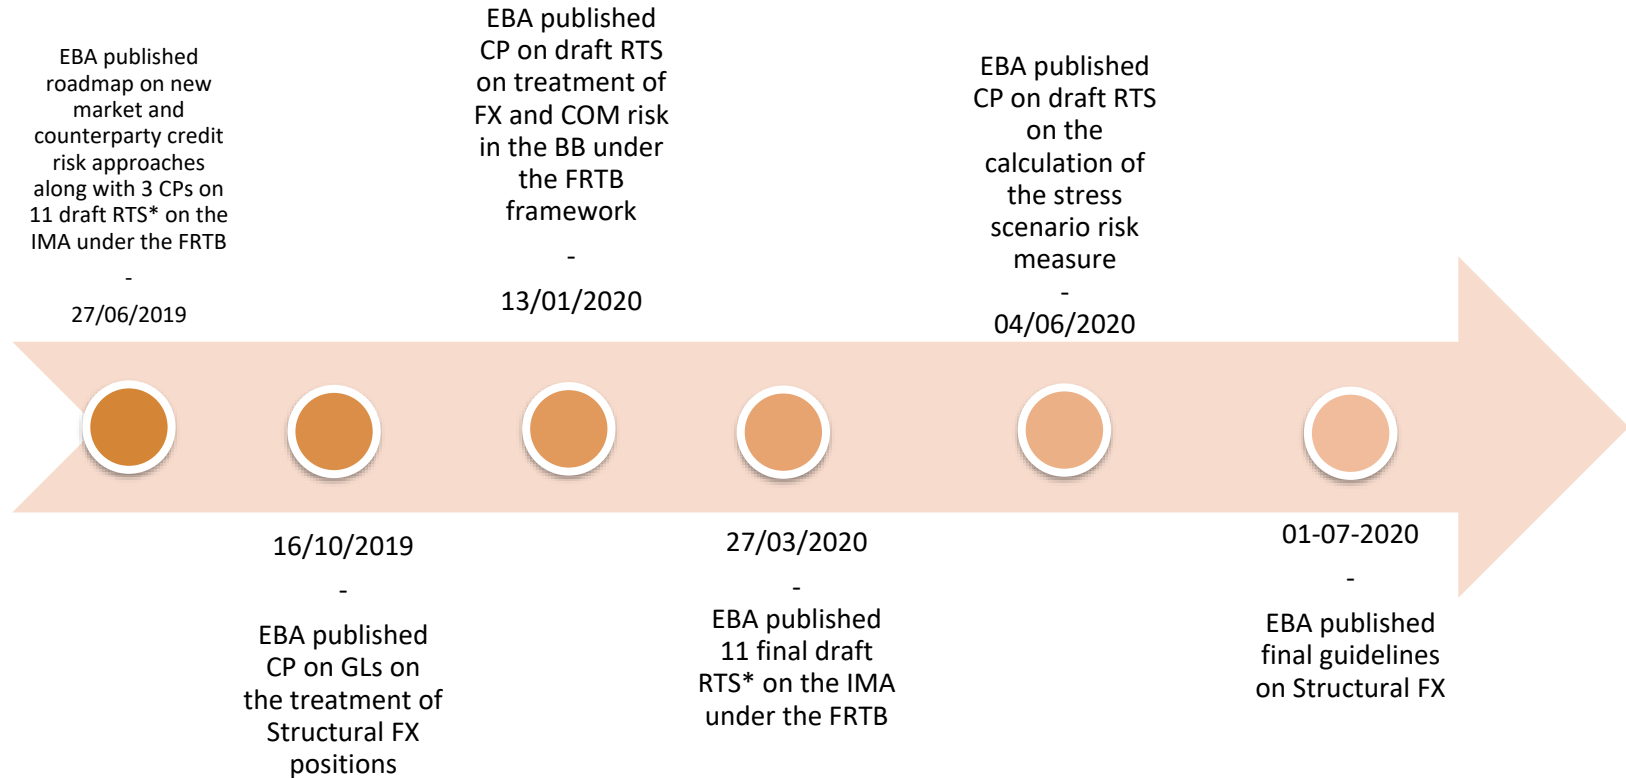 EBA published
roadmap on new
market and
counterparty credit
risk approaches
along with 3 CPs on
11 draft RTS* on the
IMA under the FRTB
-
27/06/2019
16/10/2019
-
EBA published
CP on GLs on
the treatment of
Structural FX
positions
EBA published
CP on draft RTS
on treatment of
FX and COM risk
in the BB under
the FRTB
framework
-
13/01/2020
27/03/2020
-
EBA published
11 final draft
RTS* on the IMA
under the FRTB
EBA published
CP on draft RTS
on the
calculation of
the stress
scenario risk
measure
-
04/06/2020
01-07-2020
-
EBA published
final guidelines
on Structural FX